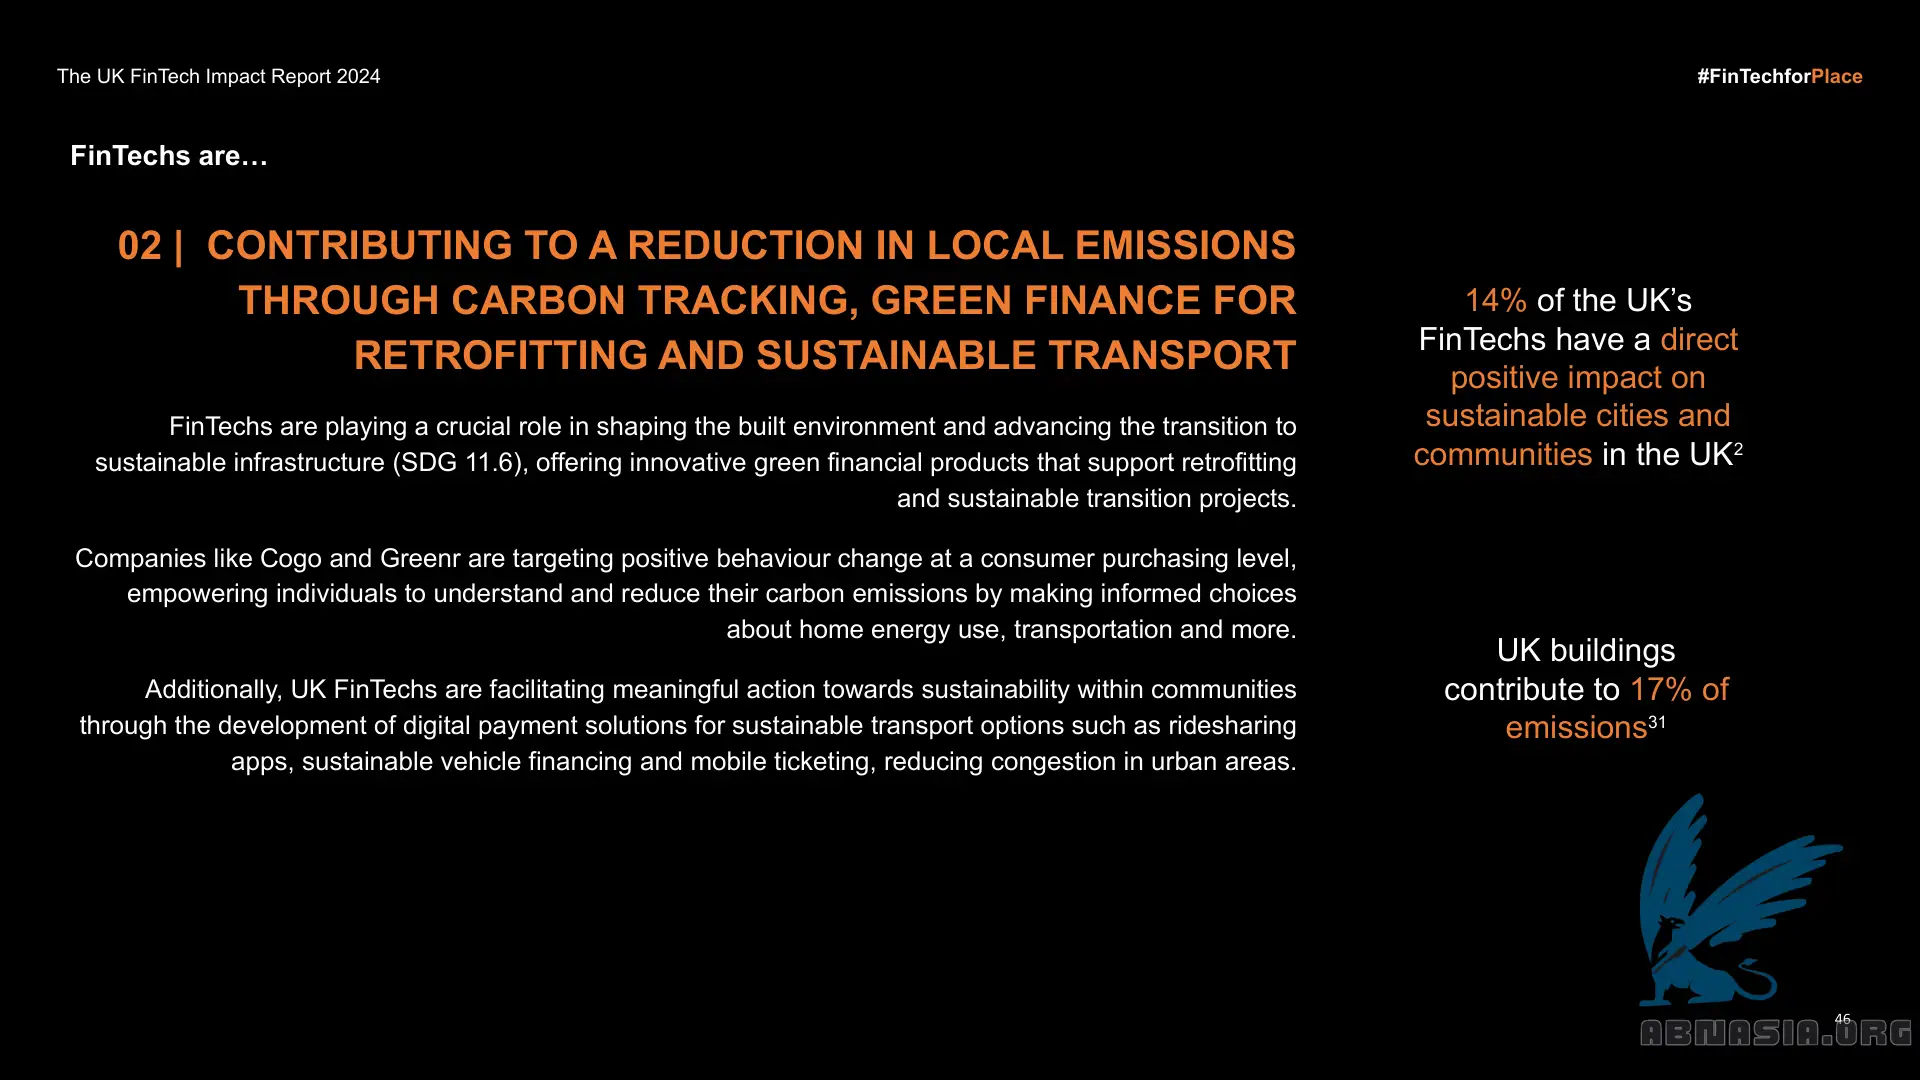 The UK FinTech Impact Report 2024
#FinTechforPlace
FinTechs are…
02 | CONTRIBUTING TO A REDUCTION IN LOCAL EMISSIONS
THROUGH CARBON TRACKING, GREEN FINANCE FOR
RETROFITTING AND SUSTAINABLE TRANSPORT
FinTechs are playing a crucial role in shaping the built environment and advancing the transition to
sustainable infrastructure (SDG 11.6), offering innovative green financial products that support retrofitting
and sustainable transition projects.
Companies like Cogo and Greenr are targeting positive behaviour change at a consumer purchasing level,
empowering individuals to understand and reduce their carbon emissions by making informed choices
about home energy use, transportation and more.
Additionally, UK FinTechs are facilitating meaningful action towards sustainability within communities
through the development of digital payment solutions for sustainable transport options such as ridesharing
apps, sustainable vehicle financing and mobile ticketing, reducing congestion in urban areas.
14% of the UK’s
FinTechs have a direct
positive impact on
sustainable cities and
communities in the UK²
UK buildings
contribute to 17% of
emissions³¹
46
ABNASIA.ORG